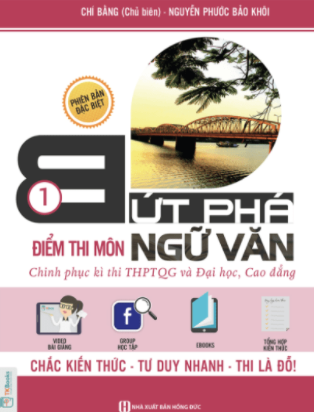 CHÍ BẰNG (Chủ biên) - NGUYỄN PHƯỚC BẢO KHÔI
PHIÊN BẢN
ĐẶC BIỆT
1
BỨT PHÁ
ĐIỂM THI MÔN NGỮ VĂN
Chinh phục kì thi THPTQG và Đại học, Cao đẳng
VIDEO
BÀI GIẢNG
GROUP
HỌC TẬP
EBOOKS
TỔNG HỢP
KIẾN THỨC
CHẮC KIẾN THỨC - TƯ DUY NHANH - THI LÀ ĐỖ!
NHÀ XUẤT BẢN HỒNG ĐỨC